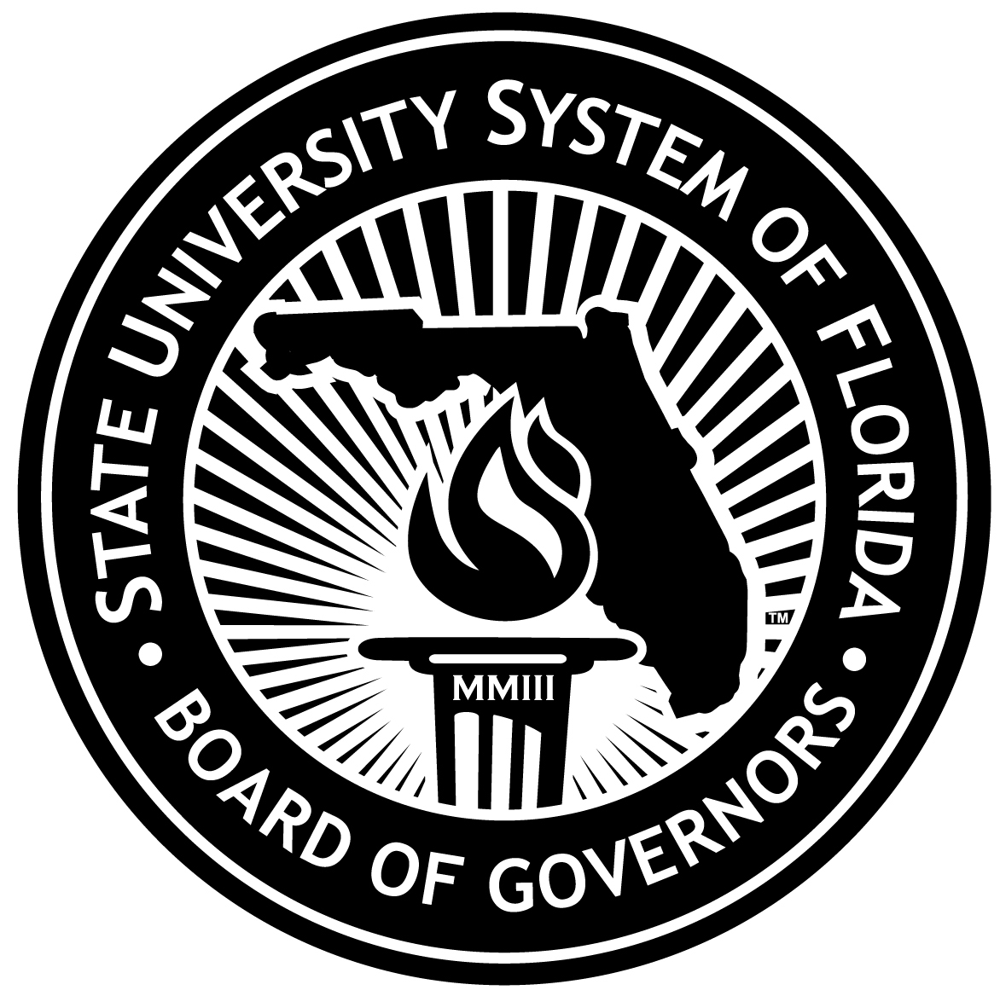 STATE UNIVERSITY SYSTEM OF FLORIDA
TM
MMIII
• BOARD OF GOVERNORS •